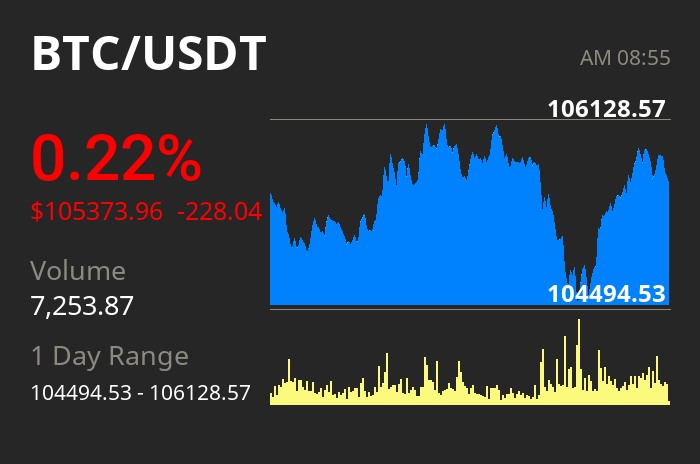 BTC/USDT
AM 08:55
106128.57
0.22%
$105373.96 -228.04
Volume
7,253.87
104494.53
1 Day Range
104494.53 - 106128.57